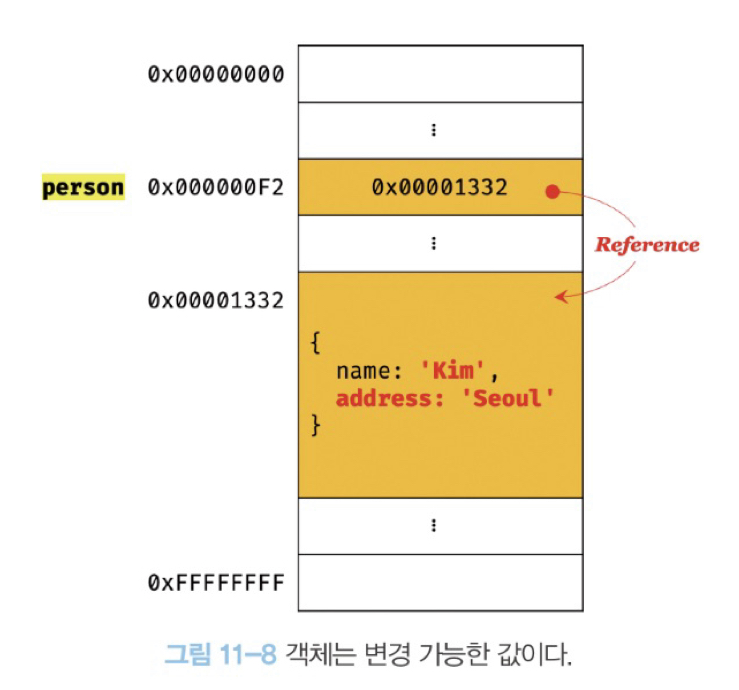 0x00000000
⋮
person 0x000000F2 0x00001332
⋮
Reference
0x00001332
{
name: 'Kim',
address: 'Seoul'
}
⋮
0xFFFFFFFF
그림 11-8 객체는 변경 가능한 값이다.